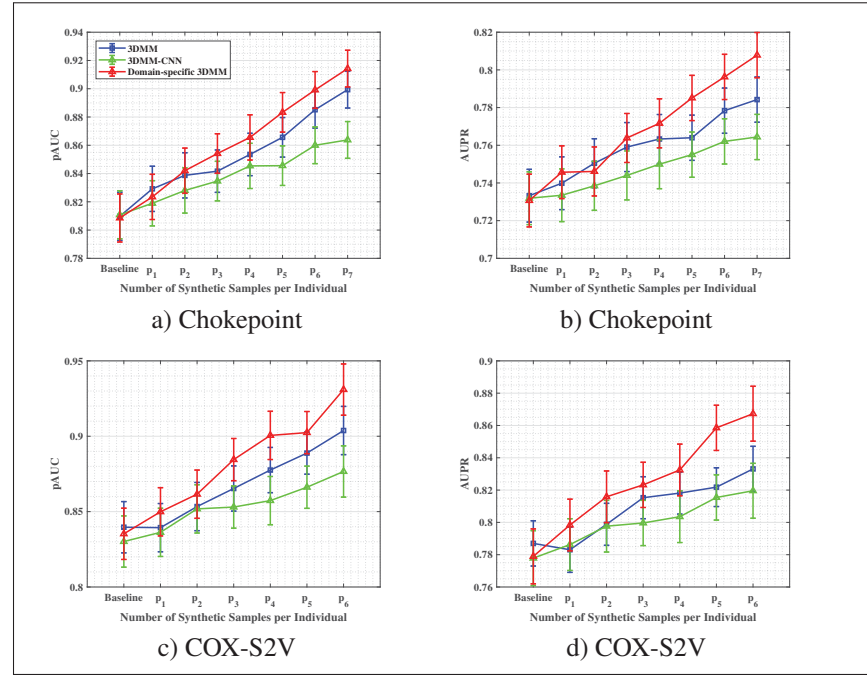 0.94
0.92
0.9
0.88
0.86
0.84
0.82
0.8
0.78
pAUC
3DMM
3DMM-CNN
Domain-specific 3DMM
Baseline p1 p2 p3 p4 p5 p6 p7
Number of Synthetic Samples per Individual
a) Chokepoint
0.82
0.8
0.78
0.76
0.74
0.72
0.7
AUPR
Baseline p1 p2 p3 p4 p5 p6 p7
Number of Synthetic Samples per Individual
b) Chokepoint
0.95
0.9
0.85
0.8
pAUC
Baseline p1 p2 p3 p4 p5 p6
Number of Synthetic Samples per Individual
c) COX-S2V
0.9
0.88
0.86
0.84
0.82
0.8
0.78
0.76
AUPR
Baseline p1 p2 p3 p4 p5 p6
Number of Synthetic Samples per Individual
d) COX-S2V